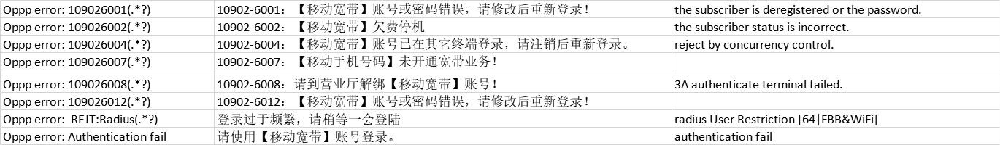 Oppp error: 109026001(.*?) 10902-6001：【移动宽带】账号或密码错误，请修改后重新登录！ the subscriber is deregistered or the password.
Oppp error: 109026002(.*?) 10902-6002：【移动宽带】欠费停机 the subscriber status is incorrect.
Oppp error: 109026004(.*?) 10902-6004：【移动宽带】账号已在其它终端登录，请注销后重新登录。 reject by concurrency control.
Oppp error: 109026007(.*?) 10902-6007：【移动手机号码】未开通宽带业务！
Oppp error: 109026008(.*?) 10902-6008：请到营业厅解绑【移动宽带】账号！ 3A authenticate terminal failed.
Oppp error: 109026012(.*?) 10902-6012：【移动宽带】账号或密码错误，请修改后重新登录！
Oppp error:  REJT:Radius(.*?) 登录过于频繁，请稍等一会登陆 radius User Restriction [64|FBB&WiFi]
Oppp error: Authentication fail 请使用【移动宽带】账号登录。 authentication fail